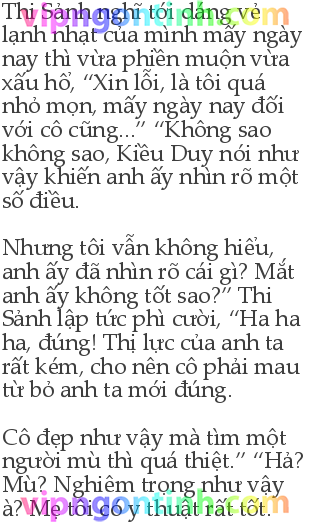 Thi Sảnh nghĩ tới dáng vẻ
vipngontinh.com
lạnh nhạt của mình mấy ngày
nay thì vừa phiền muộn vừa
xấu hổ, “Xin lỗi, là tôi quá
nhỏ mọn, mấy ngày nay đối
với cô cũng...” “Không sao
không sao, Kiều Duy nói như
vậy khiến anh ấy nhìn rõ một
số điều.
Nhưng tôi vẫn không hiểu,
anh ấy đã nhìn rõ cái gì? Mắt
anh ấy không tốt sao?” Thi
Sảnh lập tức phì cười, “Ha ha
ha, đúng! Thị lực của anh ta
rất kém, cho nên cô phải mau
từ bỏ anh ta mới đúng.
Cô đẹp như vậy mà tìm một
người mù thì quá thiệt.” “Hả?
Mù? Nghiêm trọng như vậy
à? Mẹ tôi có y thuật rất tốt.
vipngontinh.com